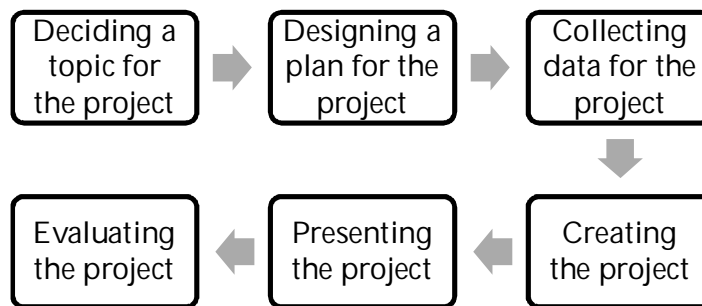 Deciding a
topic for
the project
Designing a
plan for the
project
Collecting
data for the
project
Creating
the project
Presenting
the project
Evaluating
the project